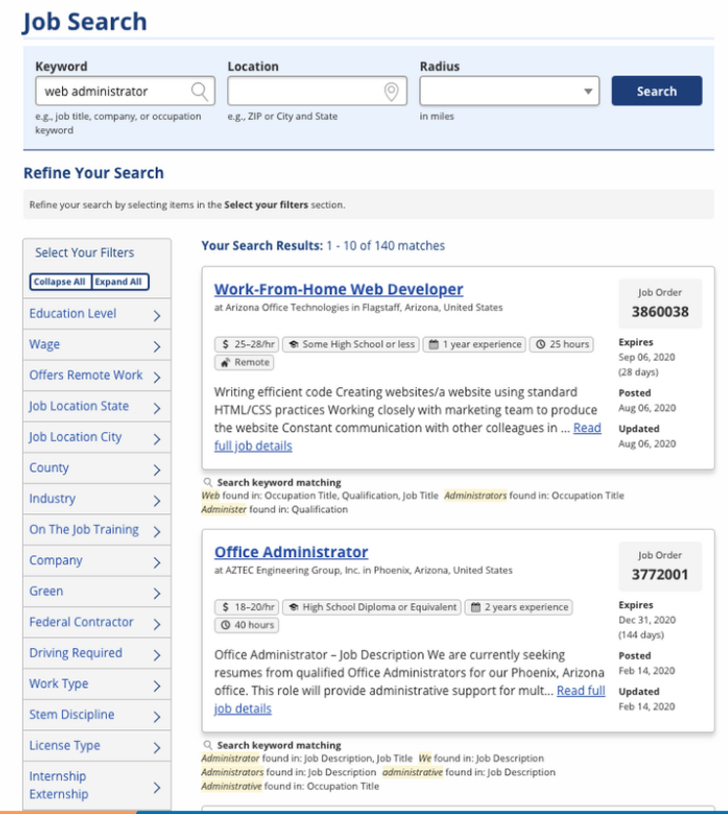 Job Search
Keyword
Location
Radius
web administrator
Search
e.g., job title, company, or occupation
keyword
e.g., ZIP or City and State
in miles
Refine Your Search
Refine your search by selecting items in the Select your filters section.
Select Your Filters
Collapse All
Expand All
Education Level
Wage
Offers Remote Work
Job Location State
Job Location City
County
Industry
On The Job Training
Company
Green
Federal Contractor
Driving Required
Work Type
Stem Discipline
License Type
Internship
Externship
Your Search Results: 1 - 10 of 140 matches
Work-From-Home Web Developer
at Arizona Office Technologies in Flagstaff, Arizona, United States
$ 25–28/hr Some High School or less 1 year experience 25 hours
Remote
Writing efficient code Creating websites/a website using standard
HTML/CSS practices Working closely with marketing team to produce
the website Constant communication with other colleagues in ... Read
full job details
Job Order
3860038
Expires
Sep 06, 2020
(28 days)
Posted
Aug 06, 2020
Updated
Aug 06, 2020
Search keyword matching
Web found in: Occupation Title, Qualification, Job Title Administrators found in: Occupation Title
Administer found in: Qualification
Office Administrator
at AZTEC Engineering Group, Inc. in Phoenix, Arizona, United States
$ 18–20/hr High School Diploma or Equivalent 2 years experience
40 hours
Office Administrator – Job Description We are currently seeking
resumes from qualified Office Administrators for our Phoenix, Arizona
office. This role will provide administrative support for mult... Read full
job details
Job Order
3772001
Expires
Dec 31, 2020
(144 days)
Posted
Feb 14, 2020
Updated
Feb 14, 2020
Search keyword matching
Administrator found in: Job Description, Job Title We found in: Job Description
Administrators found in: Job Description administrative found in: Job Description
Administrative found in: Occupation Title